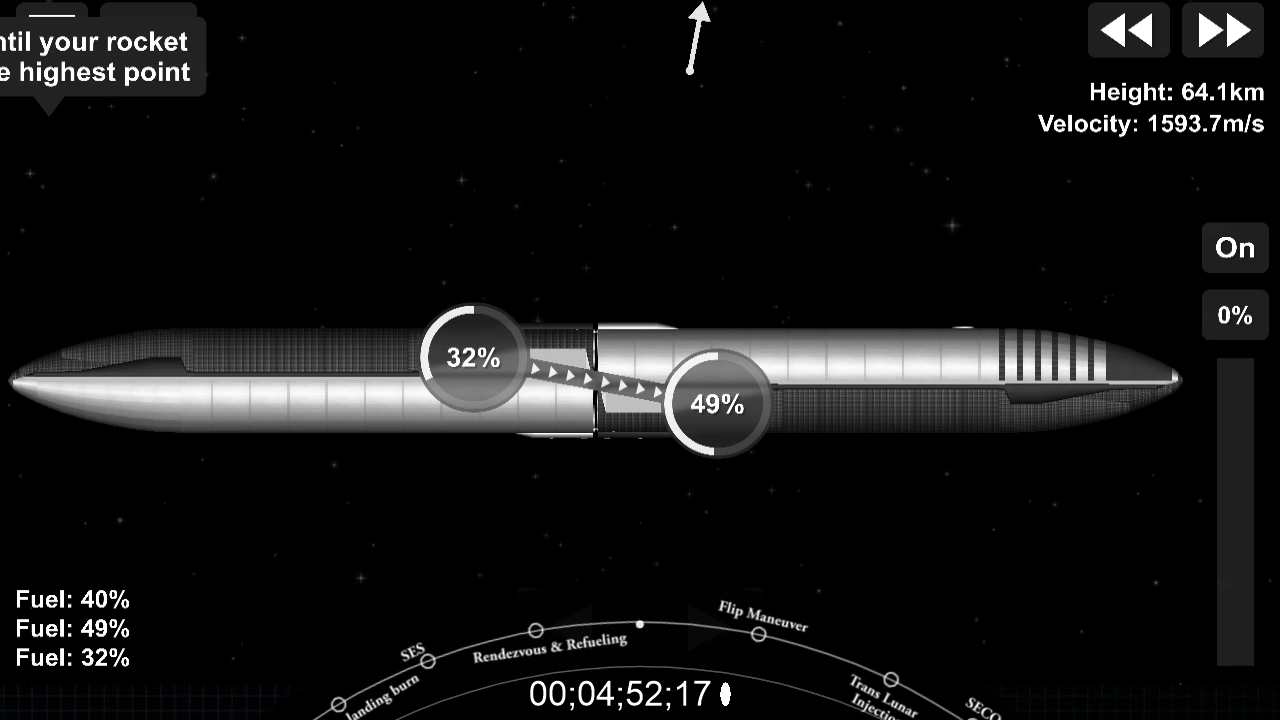 ntil your rocket
e highest point
Height: 64.1km
Velocity: 1593.7m/s
On
0%
32%
49%
Fuel: 40%
Fuel: 49%
Fuel: 32%
landing burn
SES
Rendezvous & Refueling
Flip Maneuver
Trans Lunar
Injection
SECO
00;04;52;17